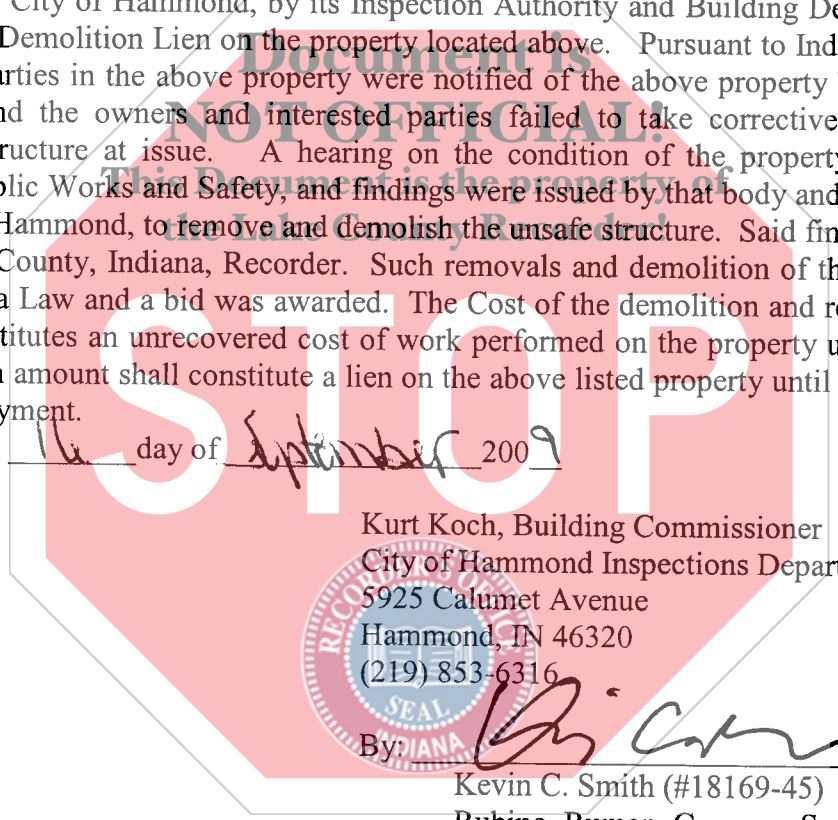 City of Hammond, by its Inspection Authority and Building De
Demolition Lien on the property located above. Pursuant to Ind
rties in the above property were notified of the above property
nd the owners and interested parties failed to take corrective
ructure at issue. A hearing on the condition of the property
blic Works and Safety, and findings were issued by that body and
Hammond, to remove and demolish the unsafe structure. Said fin
County, Indiana, Recorder. Such removals and demolition of th
a Law and a bid was awarded. The Cost of the demolition and re
titutes an unrecovered cost of work performed on the property u
n amount shall constitute a lien on the above listed property until
yment.
16 day of September 2009
Document is
NOT OFFICIAL!
This Document is the property of
the Lake County Recorder!
STOP
Kurt Koch, Building Commissioner
City of Hammond Inspections Depar
5925 Calumet Avenue
Hammond, IN 46320
(219) 853-6316
RECORDER'S OFFICE
SEAL
INDIANA
By:
Kevin C. Smith (#18169-45)